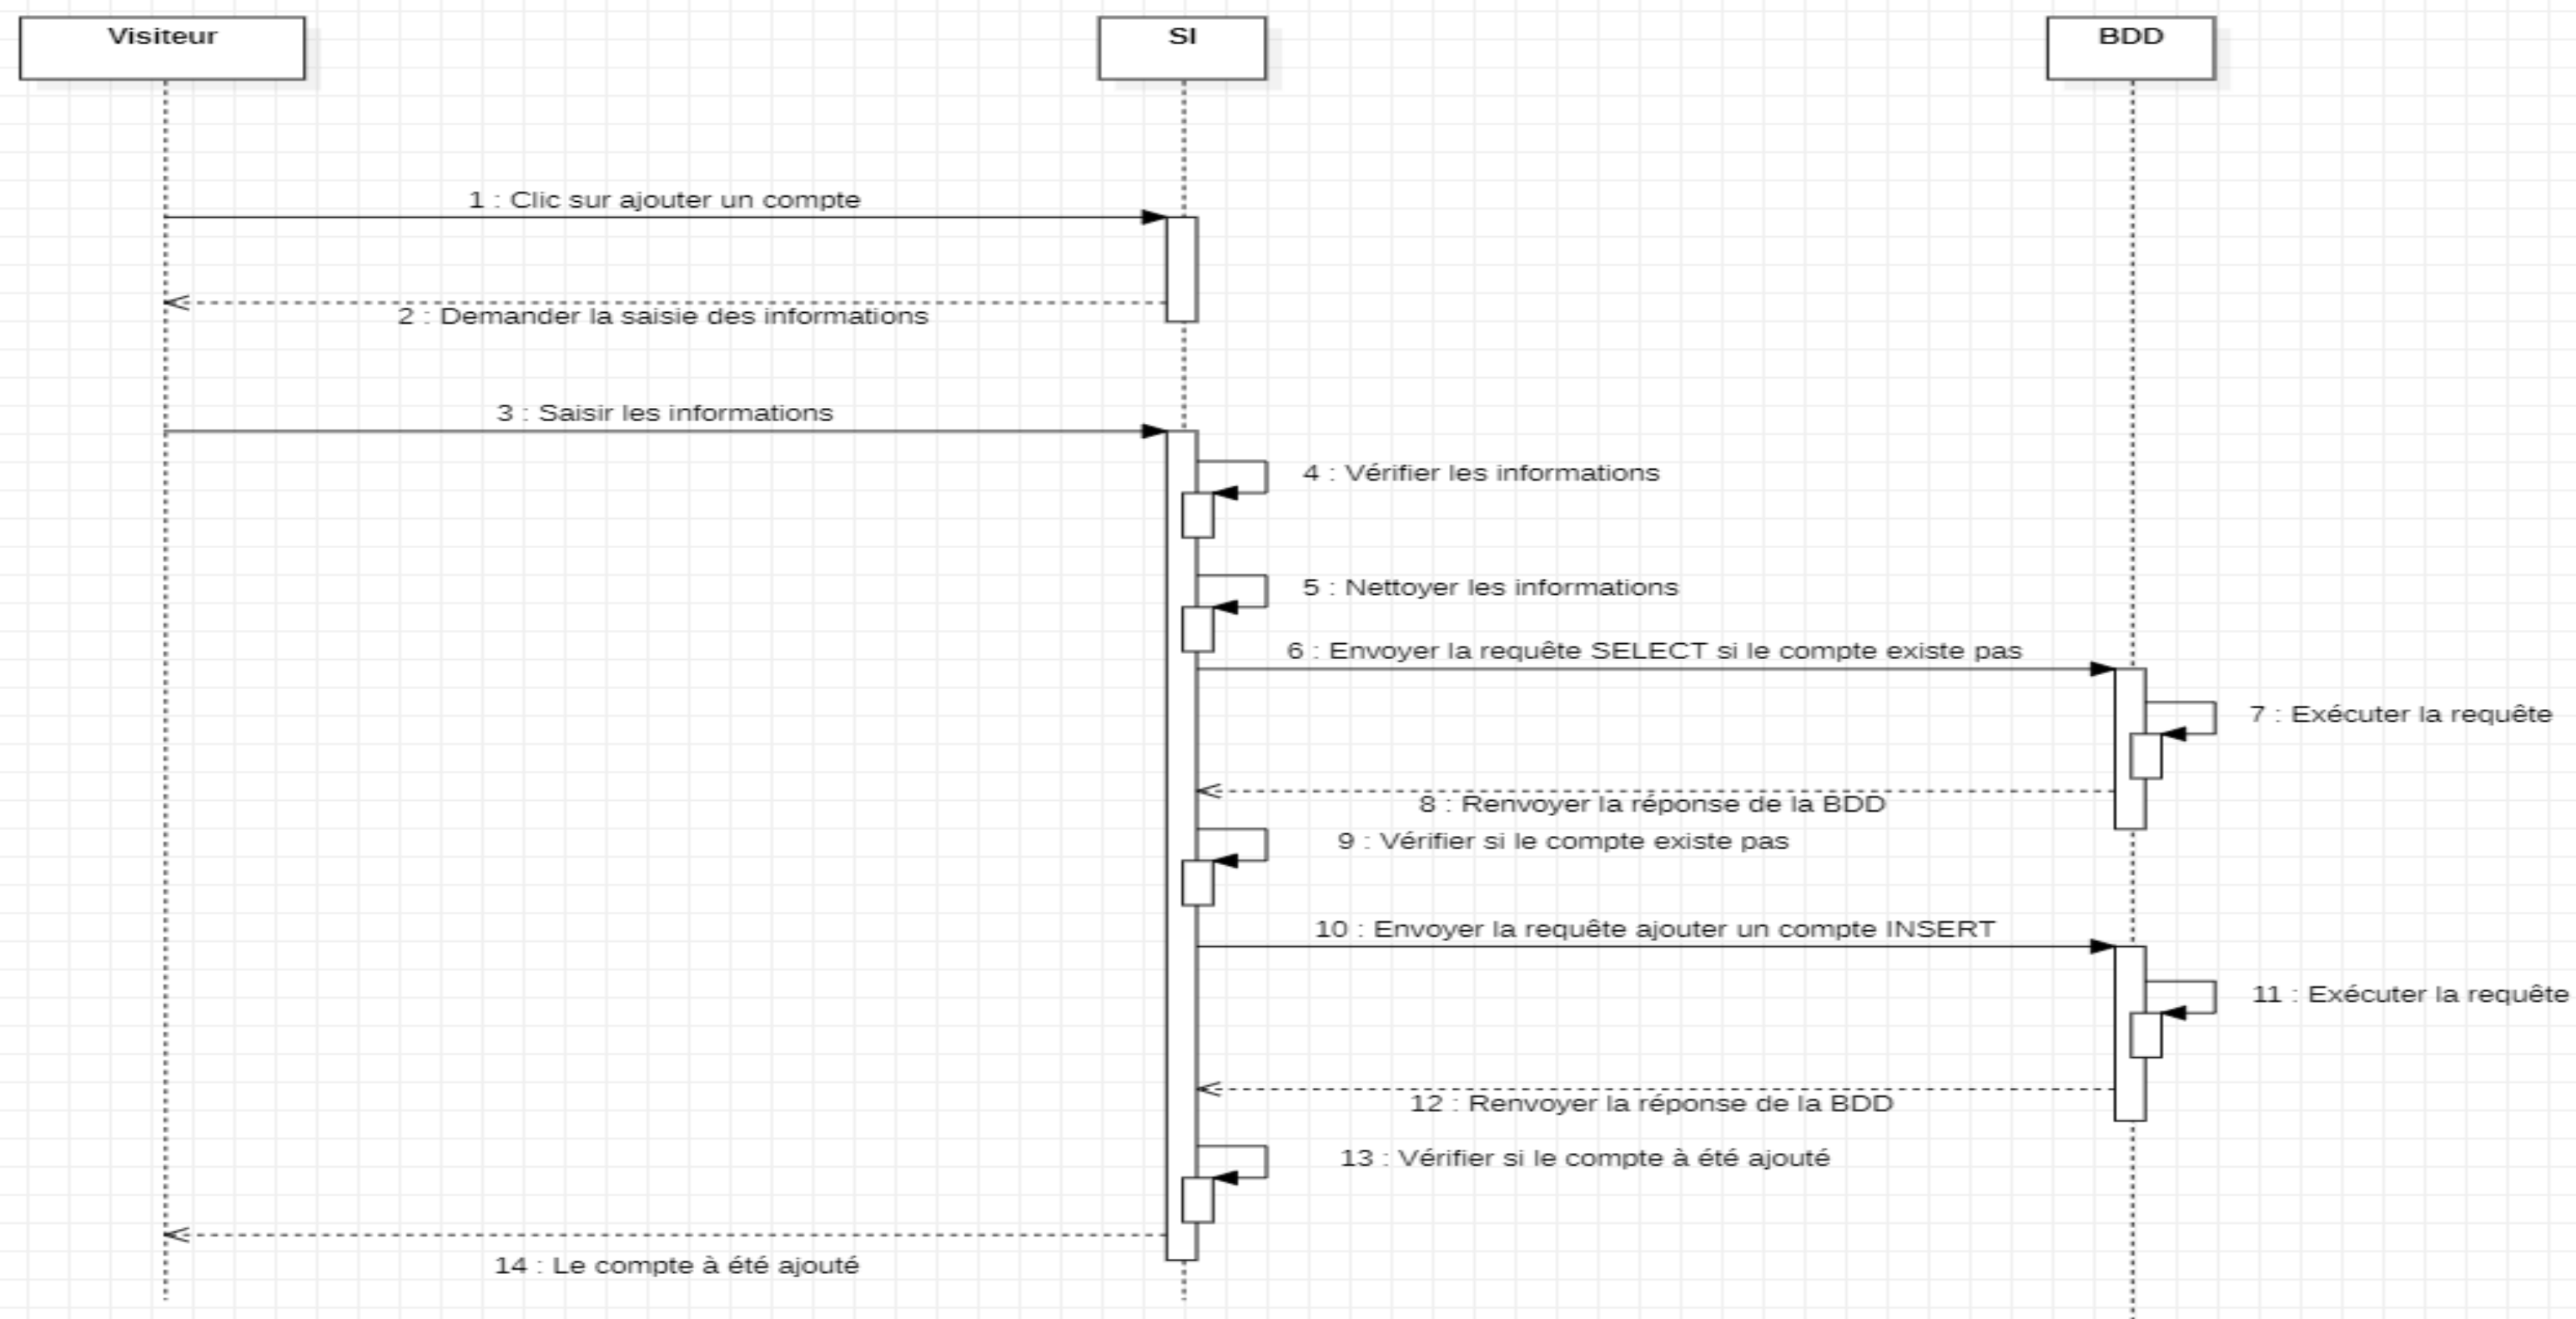 Visiteur
SI
BDD
1 : Clic sur ajouter un compte
2 : Demander la saisie des informations
3 : Saisir les informations
4 : Vérifier les informations
5 : Nettoyer les informations
6 : Envoyer la requête SELECT si le compte existe pas
7 : Exécuter la requête
8 : Renvoyer la réponse de la BDD
9 : Vérifier si le compte existe pas
10 : Envoyer la requête ajouter un compte INSERT
11 : Exécuter la requête
12 : Renvoyer la réponse de la BDD
13 : Vérifier si le compte à été ajouté
14 : Le compte à été ajouté